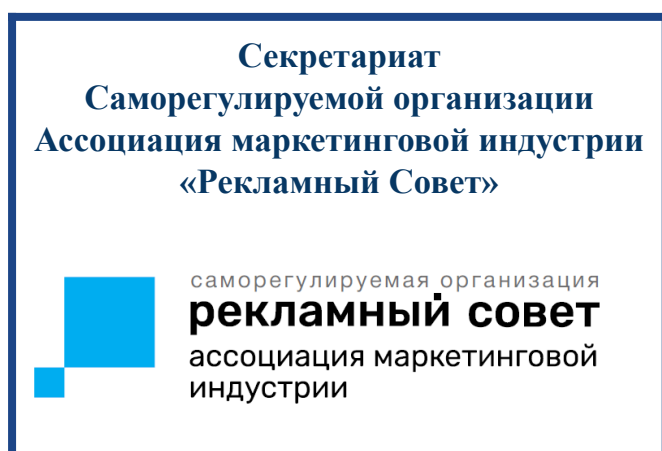 Секретариат
Саморегулируемой организации
Ассоциация маркетинговой индустрии
«Рекламный Совет»
саморегулируемая организация
рекламный совет
ассоциация маркетинговой
индустрии